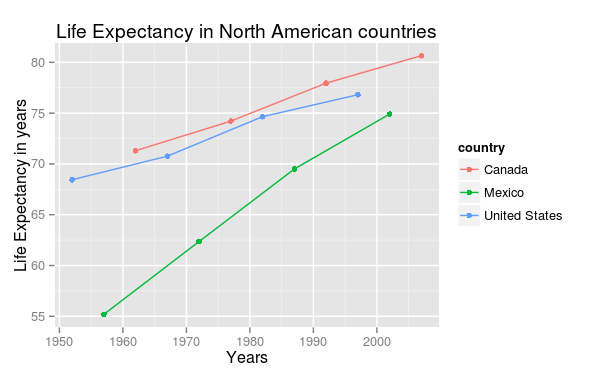 Life Expectancy in North American countries
Life Expectancy in years
80
75
70
65
60
55
1950 1960 1970 1980 1990 2000
Years
country
Canada
Mexico
United States